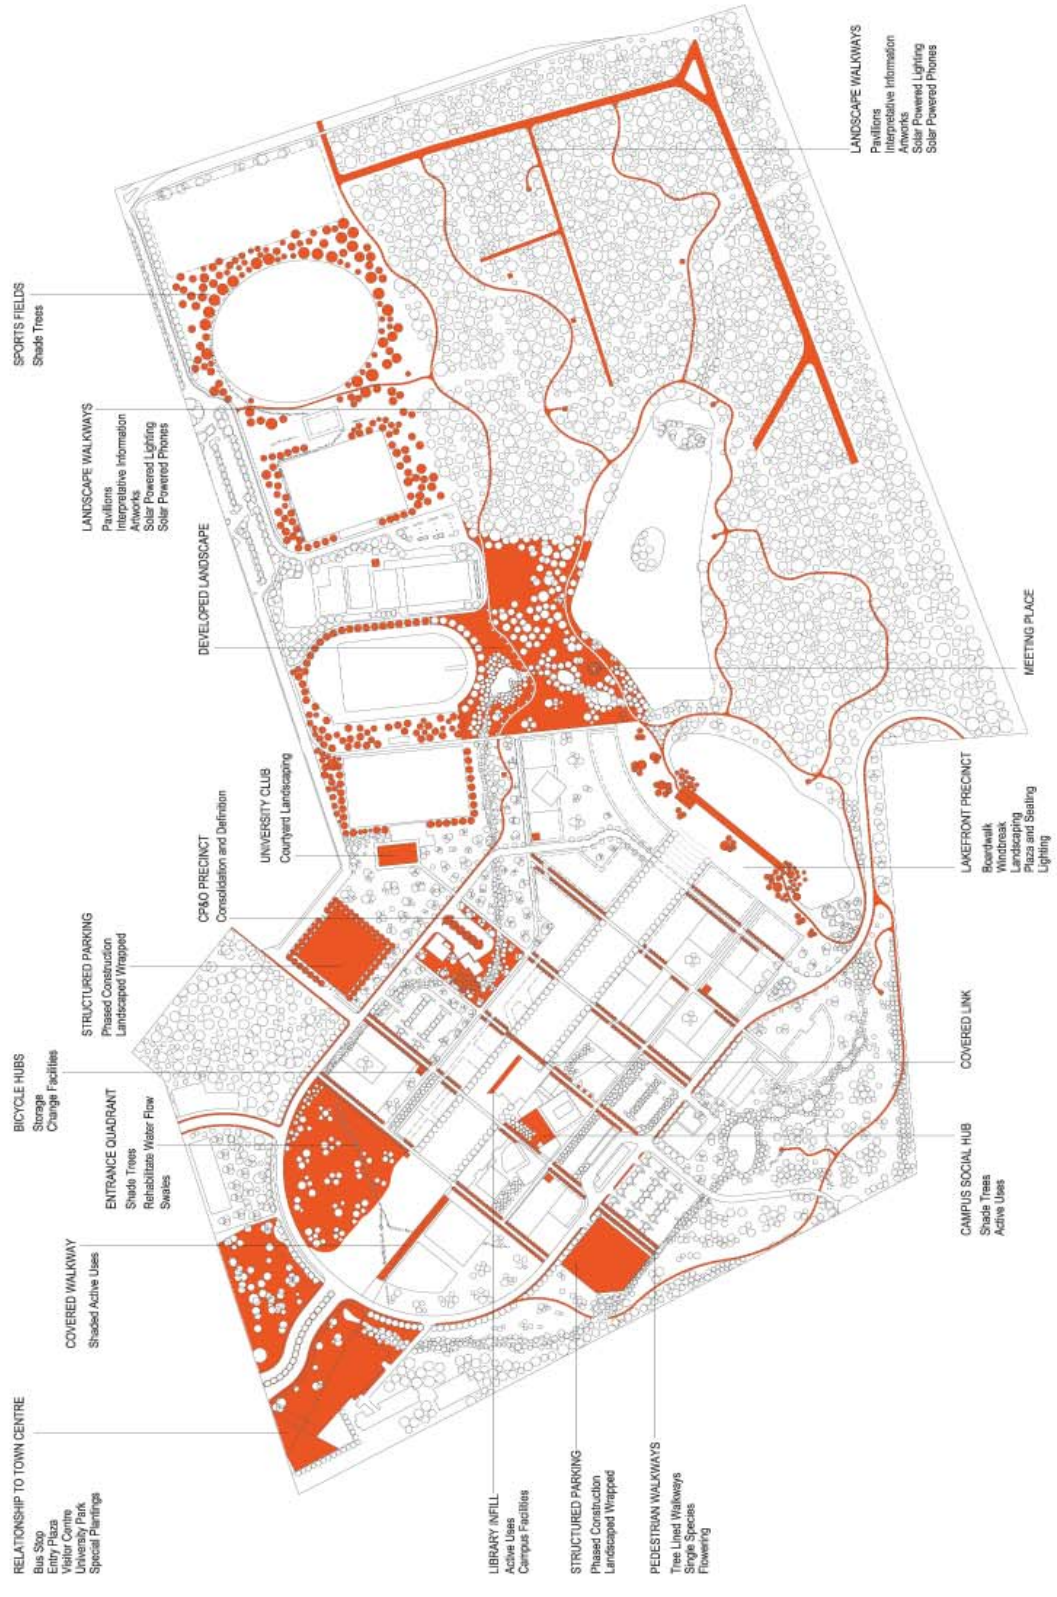 RELATIONSHIP TO TOWN CENTRE
Bus Stop
Entry Plaza
Visitor Centre
University Park
Special Plantings
COVERED WALKWAY
Shaded Active Uses
ENTRANCE QUADRANT
Shade Trees
Rehabilitate Water Flow
Swales
BICYCLE HUBS
Storage
Change Facilities
STRUCTURED PARKING
Phased Construction
Landscaped Wrapped
CP&O PRECINCT
Consolidation and Definition
UNIVERSITY CLUB
Courtyard Landscaping
DEVELOPED LANDSCAPE
LANDSCAPE WALKWAYS
Pavillions
Interpretative Information
Artworks
Solar Powered Lighting
Solar Powered Phones
SPORTS FIELDS
Shade Trees
LIBRARY INFILL
Active Uses
Campus Facilities
STRUCTURED PARKING
Phased Construction
Landscaped Wrapped
PEDESTRIAN WALKWAYS
Tree Lined Walkways
Single Species
Flowering
CAMPUS SOCIAL HUB
Shade Trees
Active Uses
COVERED LINK
LAKEFRONT PRECINCT
Boardwalk
Windbreak
Landscaping
Plaza and Seating
Lighting
MEETING PLACE
LANDSCAPE WALKWAYS
Pavillions
Interpretative Information
Artworks
Solar Powered Lighting
Solar Powered Phones